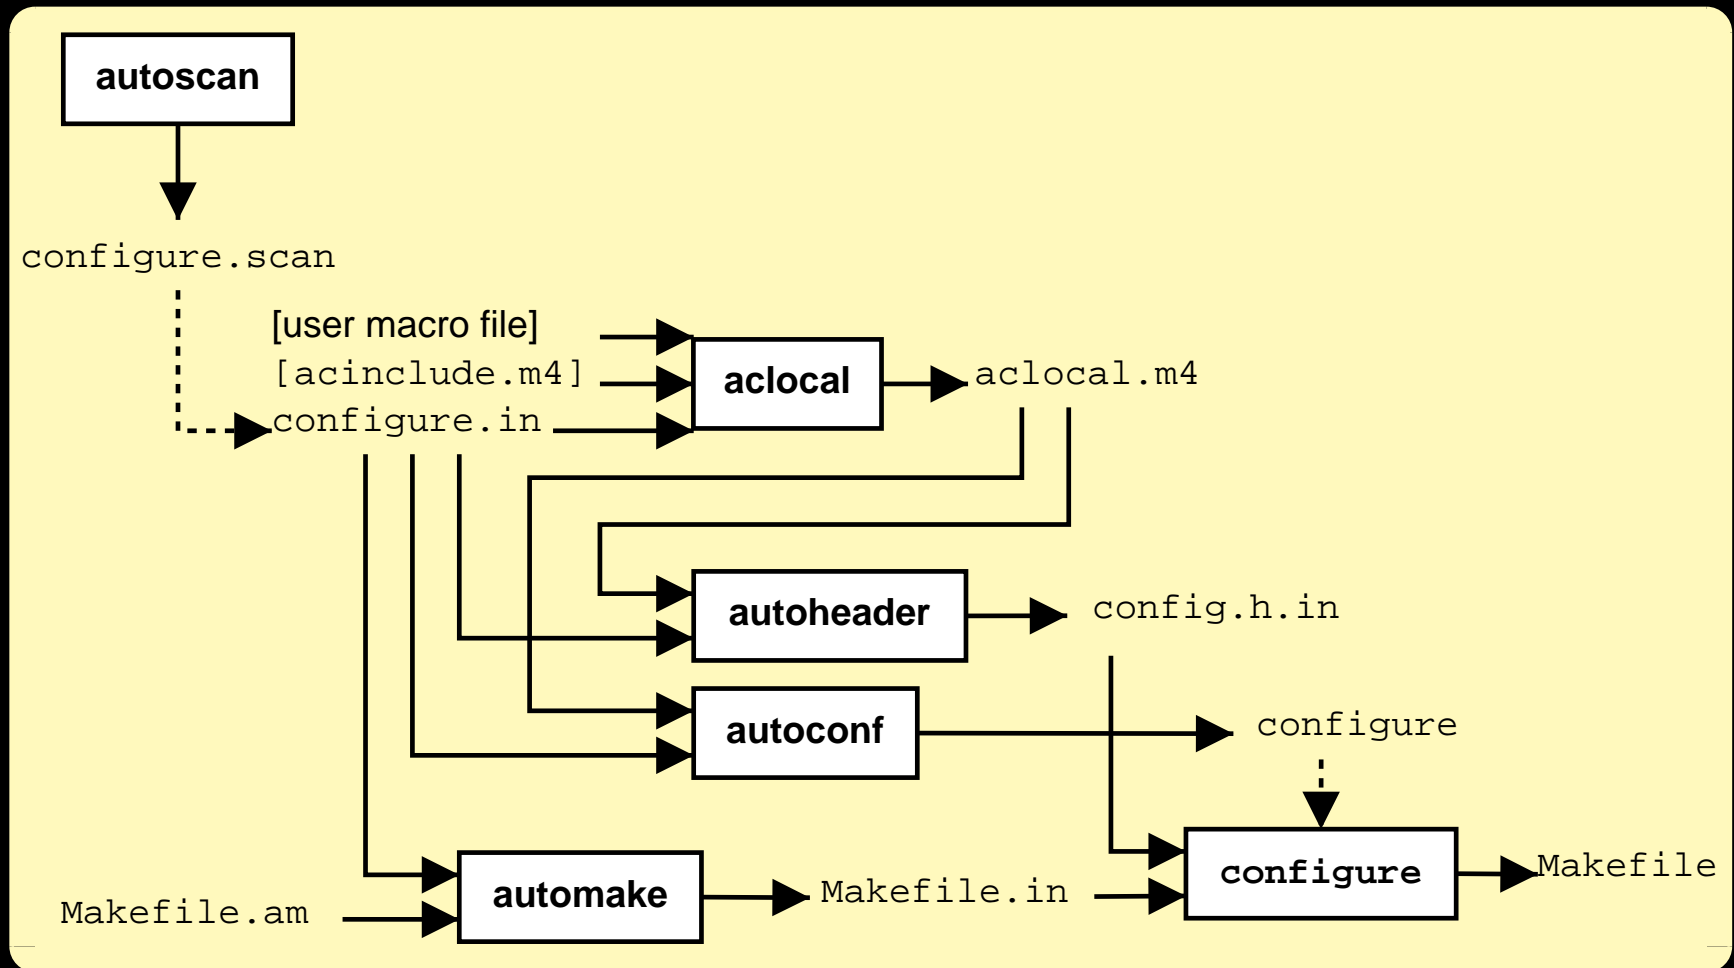 autoscan
configure.scan
[user macro file]
[acinclude.m4]
configure.in
aclocal
aclocal.m4
autoheader
config.h.in
autoconf
configure
configure
Makefile
automake
Makefile.in
Makefile.am